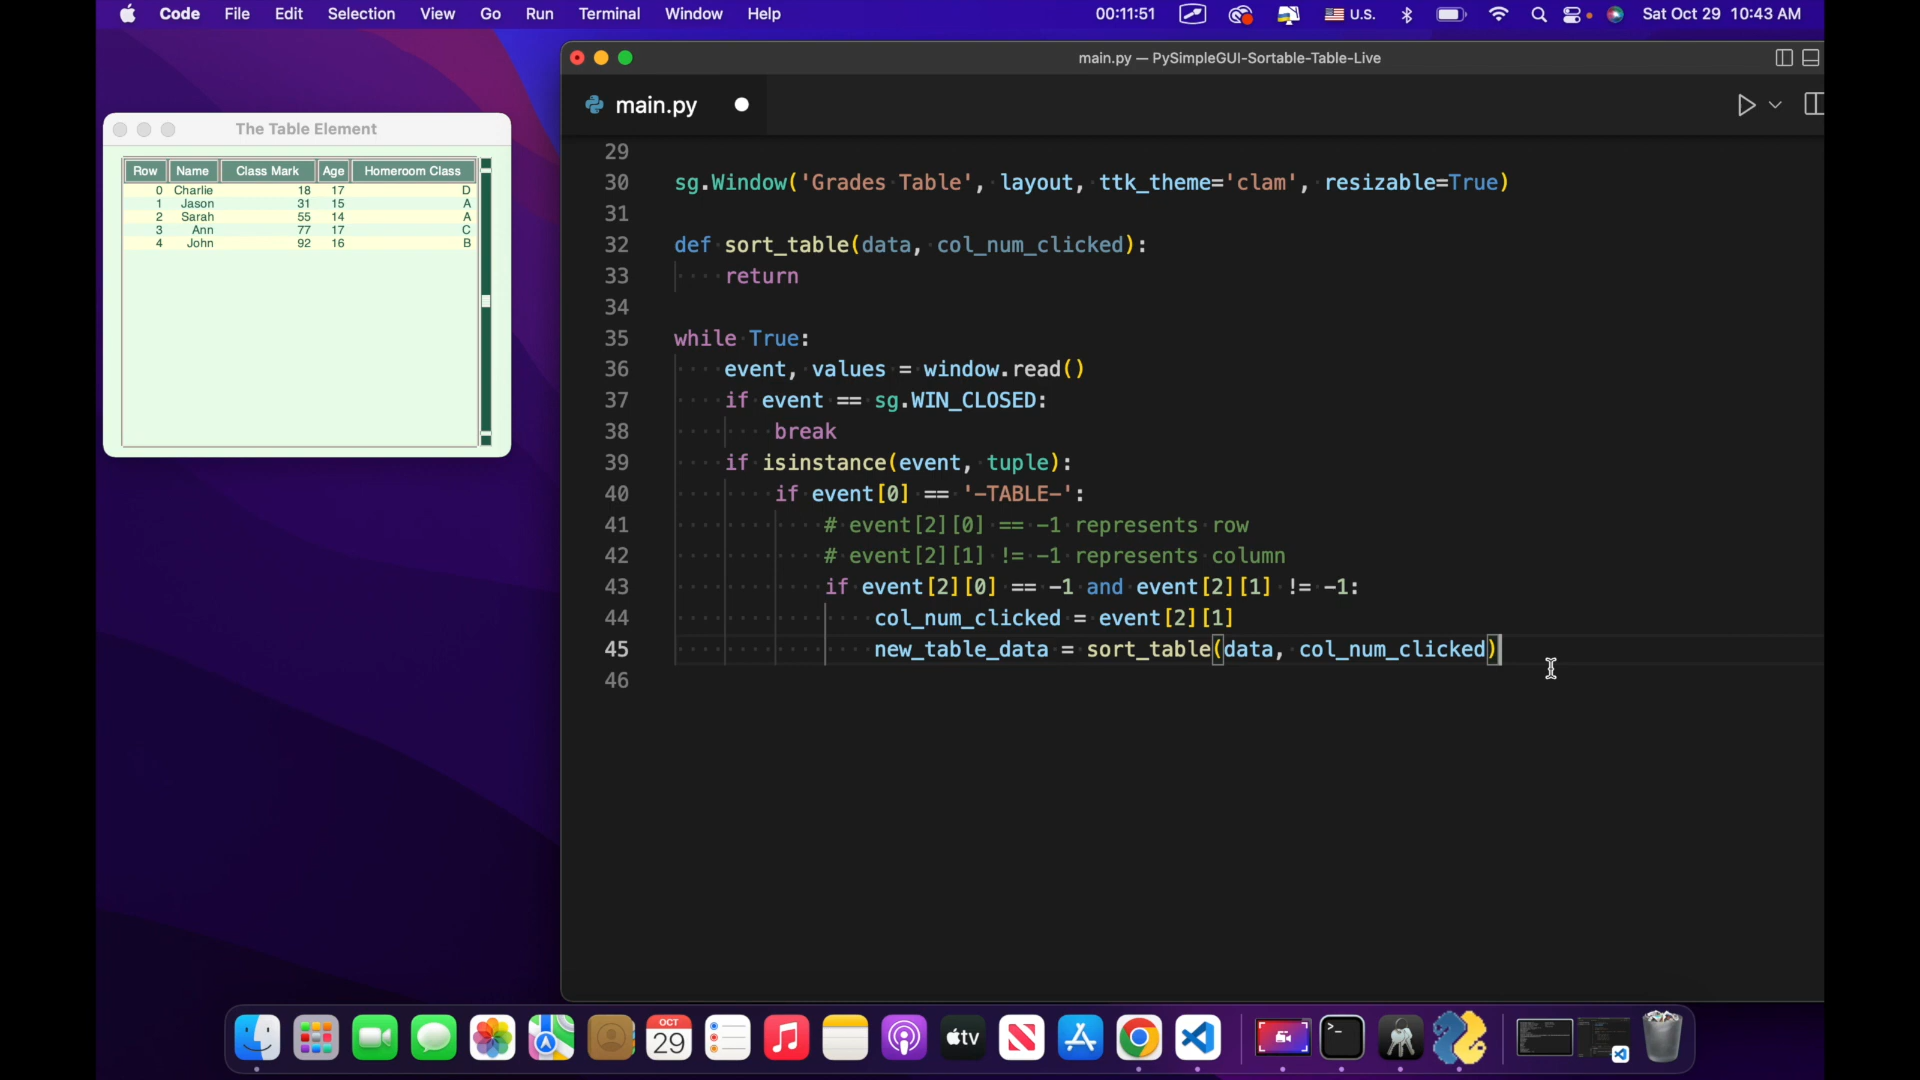 Code File Edit Selection View Go Run Terminal Window Help 00:11:51 U.S. Sat Oct 29 10:43 AM
main.py — PySimpleGUI-Sortable-Table-Live
main.py
The Table Element
Row Name Class Mark Age Homeroom Class
0 Charlie 18 17 D
1 Jason 31 15 A
2 Sarah 55 14 A
3 Ann 77 17 C
4 John 92 16 B
29
30 sg.Window('Grades Table', layout, ttk_theme='clam', resizable=True)
31
32 def sort_table(data, col_num_clicked):
33 return
34
35 while True:
36 event, values = window.read()
37 if event == sg.WIN_CLOSED:
38 break
39 if isinstance(event, tuple):
40 if event[0] == '-TABLE-':
41 # event[2][0] == -1 represents row
42 # event[2][1] != -1 represents column
43 if event[2][0] == -1 and event[2][1] != -1:
44 col_num_clicked = event[2][1]
45 new_table_data = sort_table(data, col_num_clicked)
46
OCT
29
tv